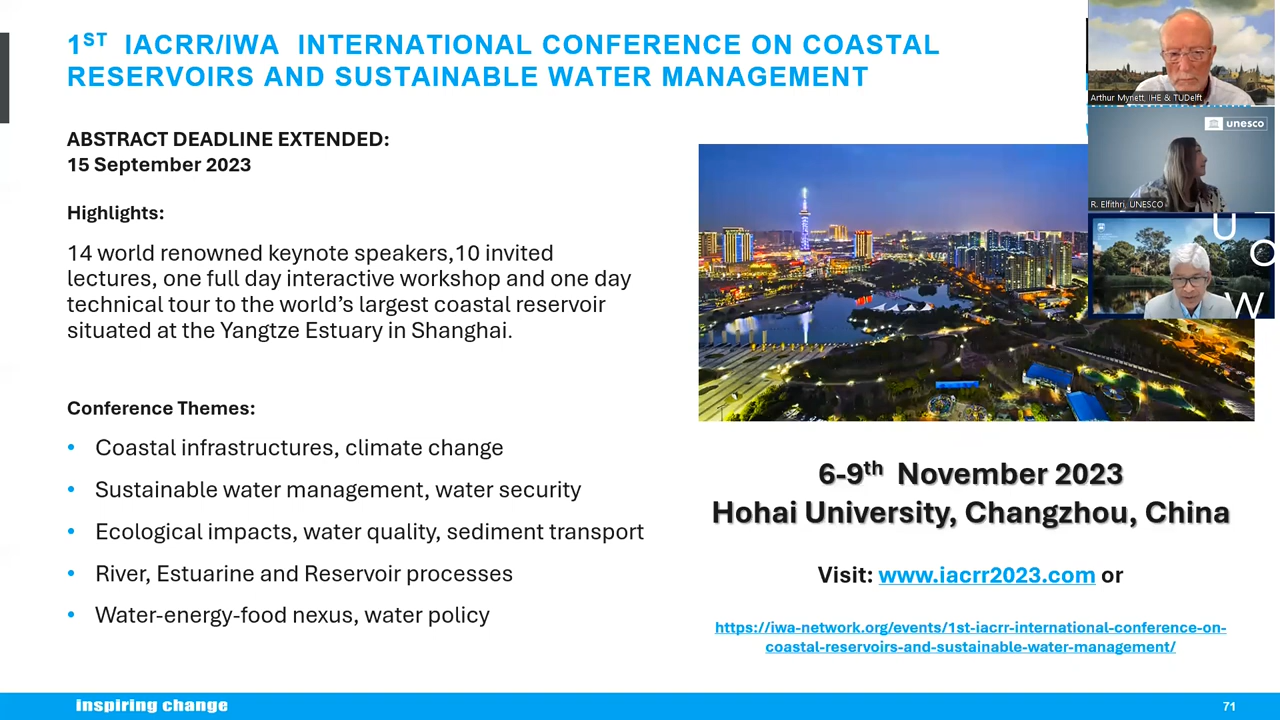 1ST IACRR/IWA INTERNATIONAL CONFERENCE ON COASTAL
RESERVOIRS AND SUSTAINABLE WATER MANAGEMENT
ABSTRACT DEADLINE EXTENDED:
15 September 2023
Highlights:
14 world renowned keynote speakers,10 invited
lectures, one full day interactive workshop and one day
technical tour to the world’s largest coastal reservoir
situated at the Yangtze Estuary in Shanghai.
Conference Themes:
• Coastal infrastructures, climate change
• Sustainable water management, water security
• Ecological impacts, water quality, sediment transport
• River, Estuarine and Reservoir processes
• Water-energy-food nexus, water policy
6-9th November 2023
Hohai University, Changzhou, China
Visit: www.iacrr2023.com or
https://iwa-network.org/events/1st-iacrr-international-conference-on-
coastal-reservoirs-and-sustainable-water-management/
Arthur Mynett, IHE & TUDelft
unesco
R. Elfithri, UNESCO
U
O
W
inspiring change
71